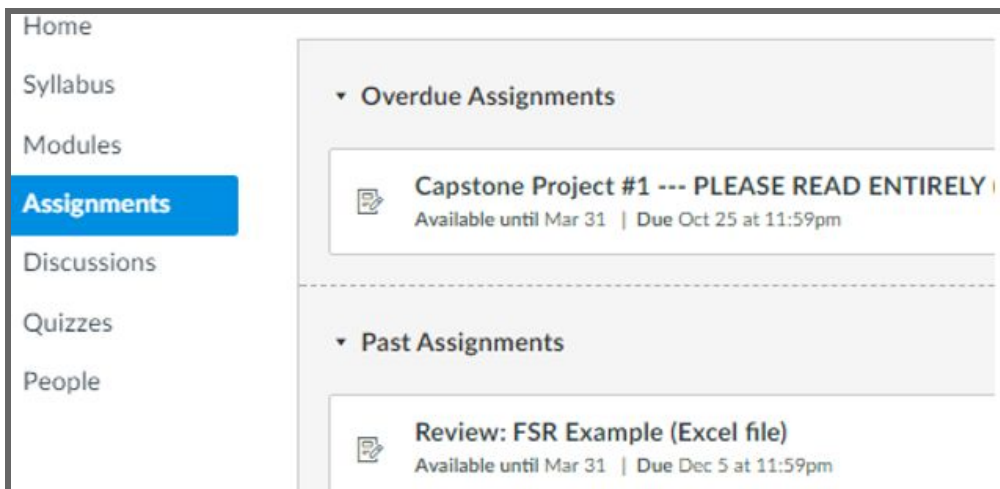 Home
Syllabus
Modules
Assignments
Discussions
Quizzes
People
Overdue Assignments
Capstone Project #1 --- PLEASE READ ENTIRELY
Available until Mar 31 | Due Oct 25 at 11:59pm
Past Assignments
Review: FSR Example (Excel file)
Available until Mar 31 | Due Dec 5 at 11:59pm